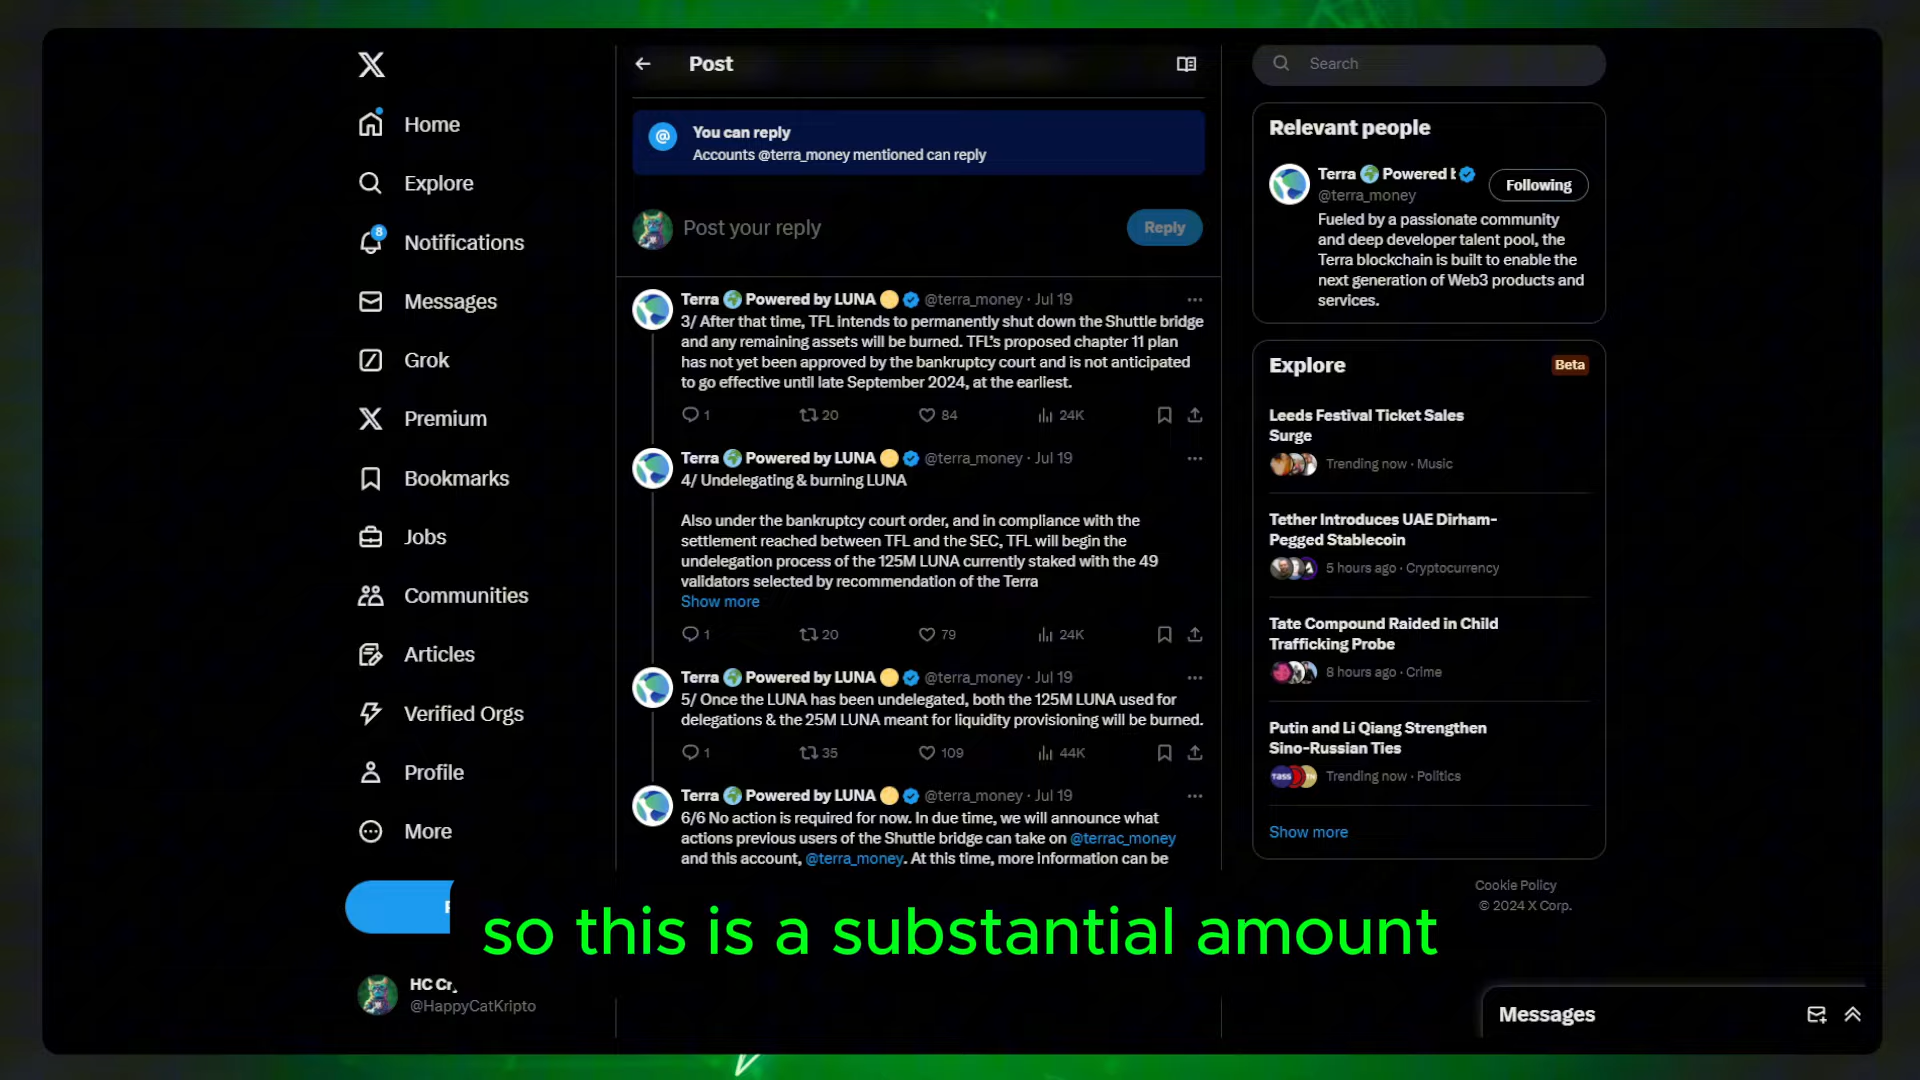 Home
Explore
8
Notifications
Messages
Grok
Premium
Bookmarks
Jobs
Communities
Articles
Verified Orgs
Profile
More
@HappyCatKripto
Post
@
You can reply
Accounts @terra_money mentioned can reply
Post your reply
Reply
Terra Powered by LUNA @terra_money · Jul 19
3/ After that time, TFL intends to permanently shut down the Shuttle bridge
and any remaining assets will be burned. TFL's proposed chapter 11 plan
has not yet been approved by the bankruptcy court and is not anticipated
to go effective until late September 2024, at the earliest.
1 20 84 24K
Terra Powered by LUNA @terra_money · Jul 19
4/ Undelegating & burning LUNA
Also under the bankruptcy court order, and in compliance with the
settlement reached between TFL and the SEC, TFL will begin the
undelegation process of the 125M LUNA currently staked with the 49
validators selected by recommendation of the Terra
Show more
1 20 79 24K
Terra Powered by LUNA @terra_money · Jul 19
5/ Once the LUNA has been undelegated, both the 125M LUNA used for
delegations & the 25M LUNA meant for liquidity provisioning will be burned.
1 35 109 44K
Terra Powered by LUNA @terra_money · Jul 19
6/6 No action is required for now. In due time, we will announce what
actions previous users of the Shuttle bridge can take on @terrac_money
and this account, @terra_money. At this time, more information can be
Search
Relevant people
Terra Powered
@terra_money
Following
Fueled by a passionate community
and deep developer talent pool, the
Terra blockchain is built to enable the
next generation of Web3 products and
services.
Explore
Beta
Leeds Festival Ticket Sales
Surge
Trending now · Music
Tether Introduces UAE Dirham-
Pegged Stablecoin
5 hours ago · Cryptocurrency
Tate Compound Raided in Child
Trafficking Probe
8 hours ago · Crime
Putin and Li Qiang Strengthen
Sino-Russian Ties
Trending now · Politics
Show more
Cookie Policy
© 2024 X Corp.
so this is a substantial amount
Messages